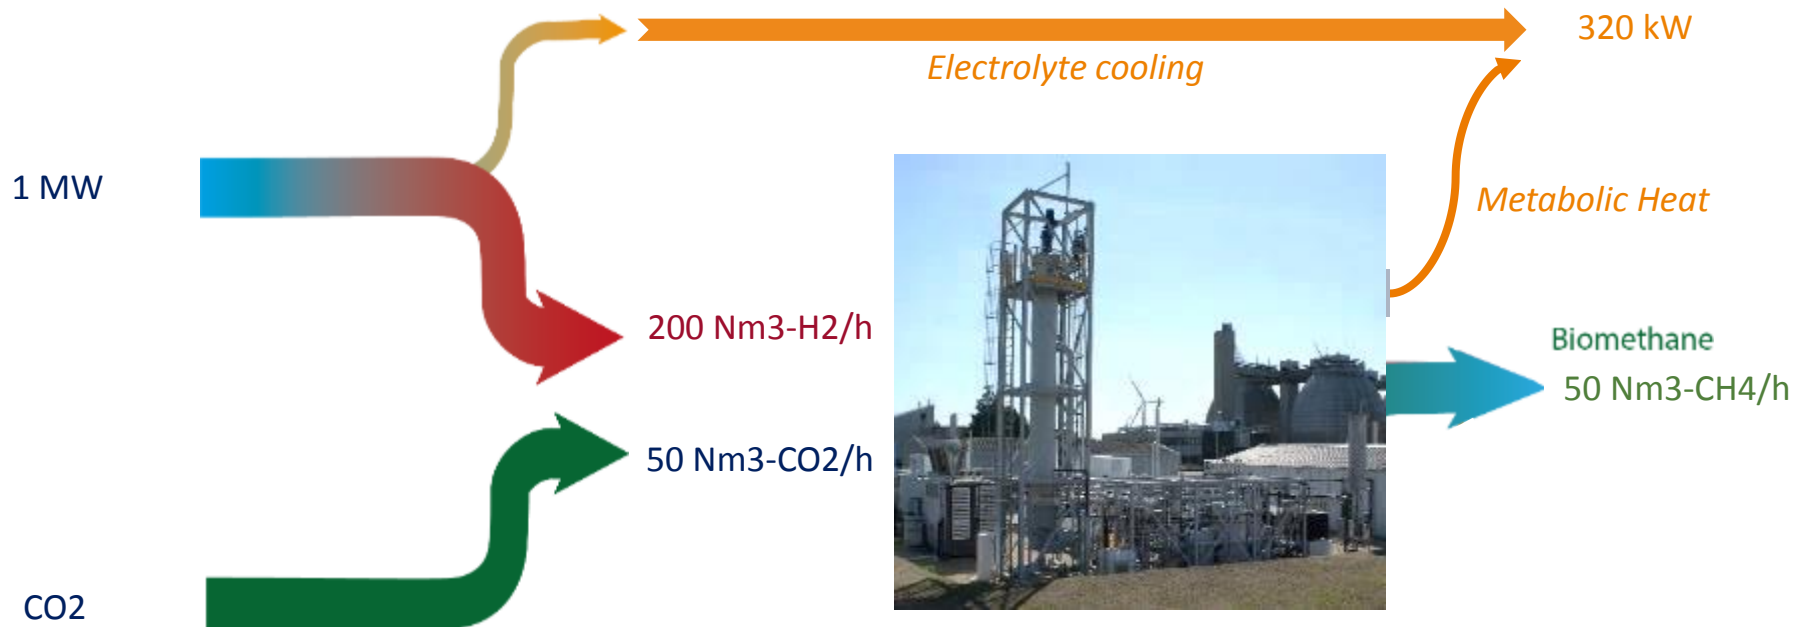 320 kW
Electrolyte cooling
1 MW
Metabolic Heat
200 Nm3-H2/h
Biomethane
50 Nm3-CH4/h
50 Nm3-CO2/h
CO2